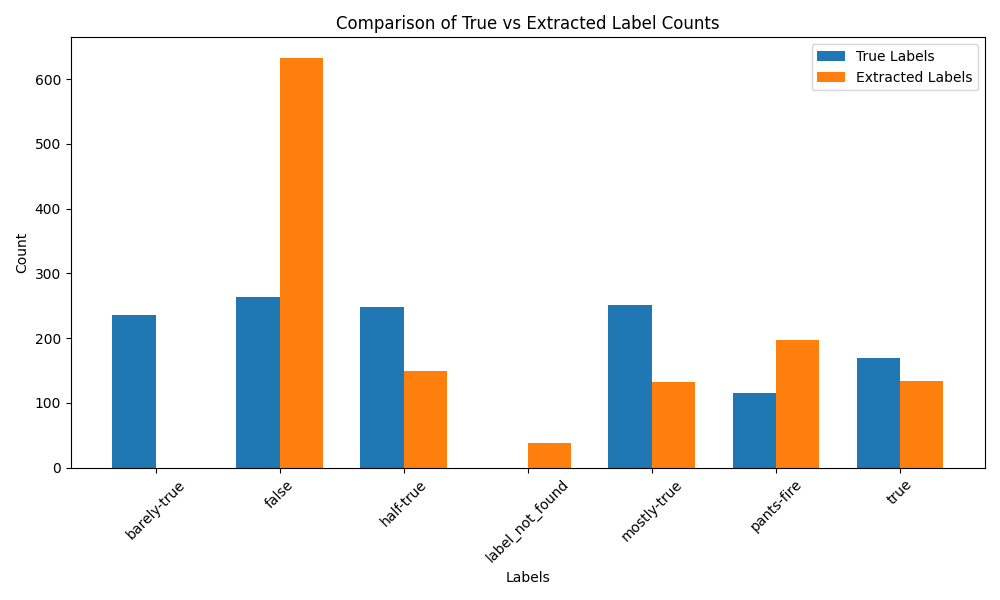 Comparison of True vs Extracted Label Counts
True Labels
Extracted Labels
600
500
400
300
200
100
0
Count
barely-true
false
half-true
label_not_found
mostly-true
pants-fire
true
Labels